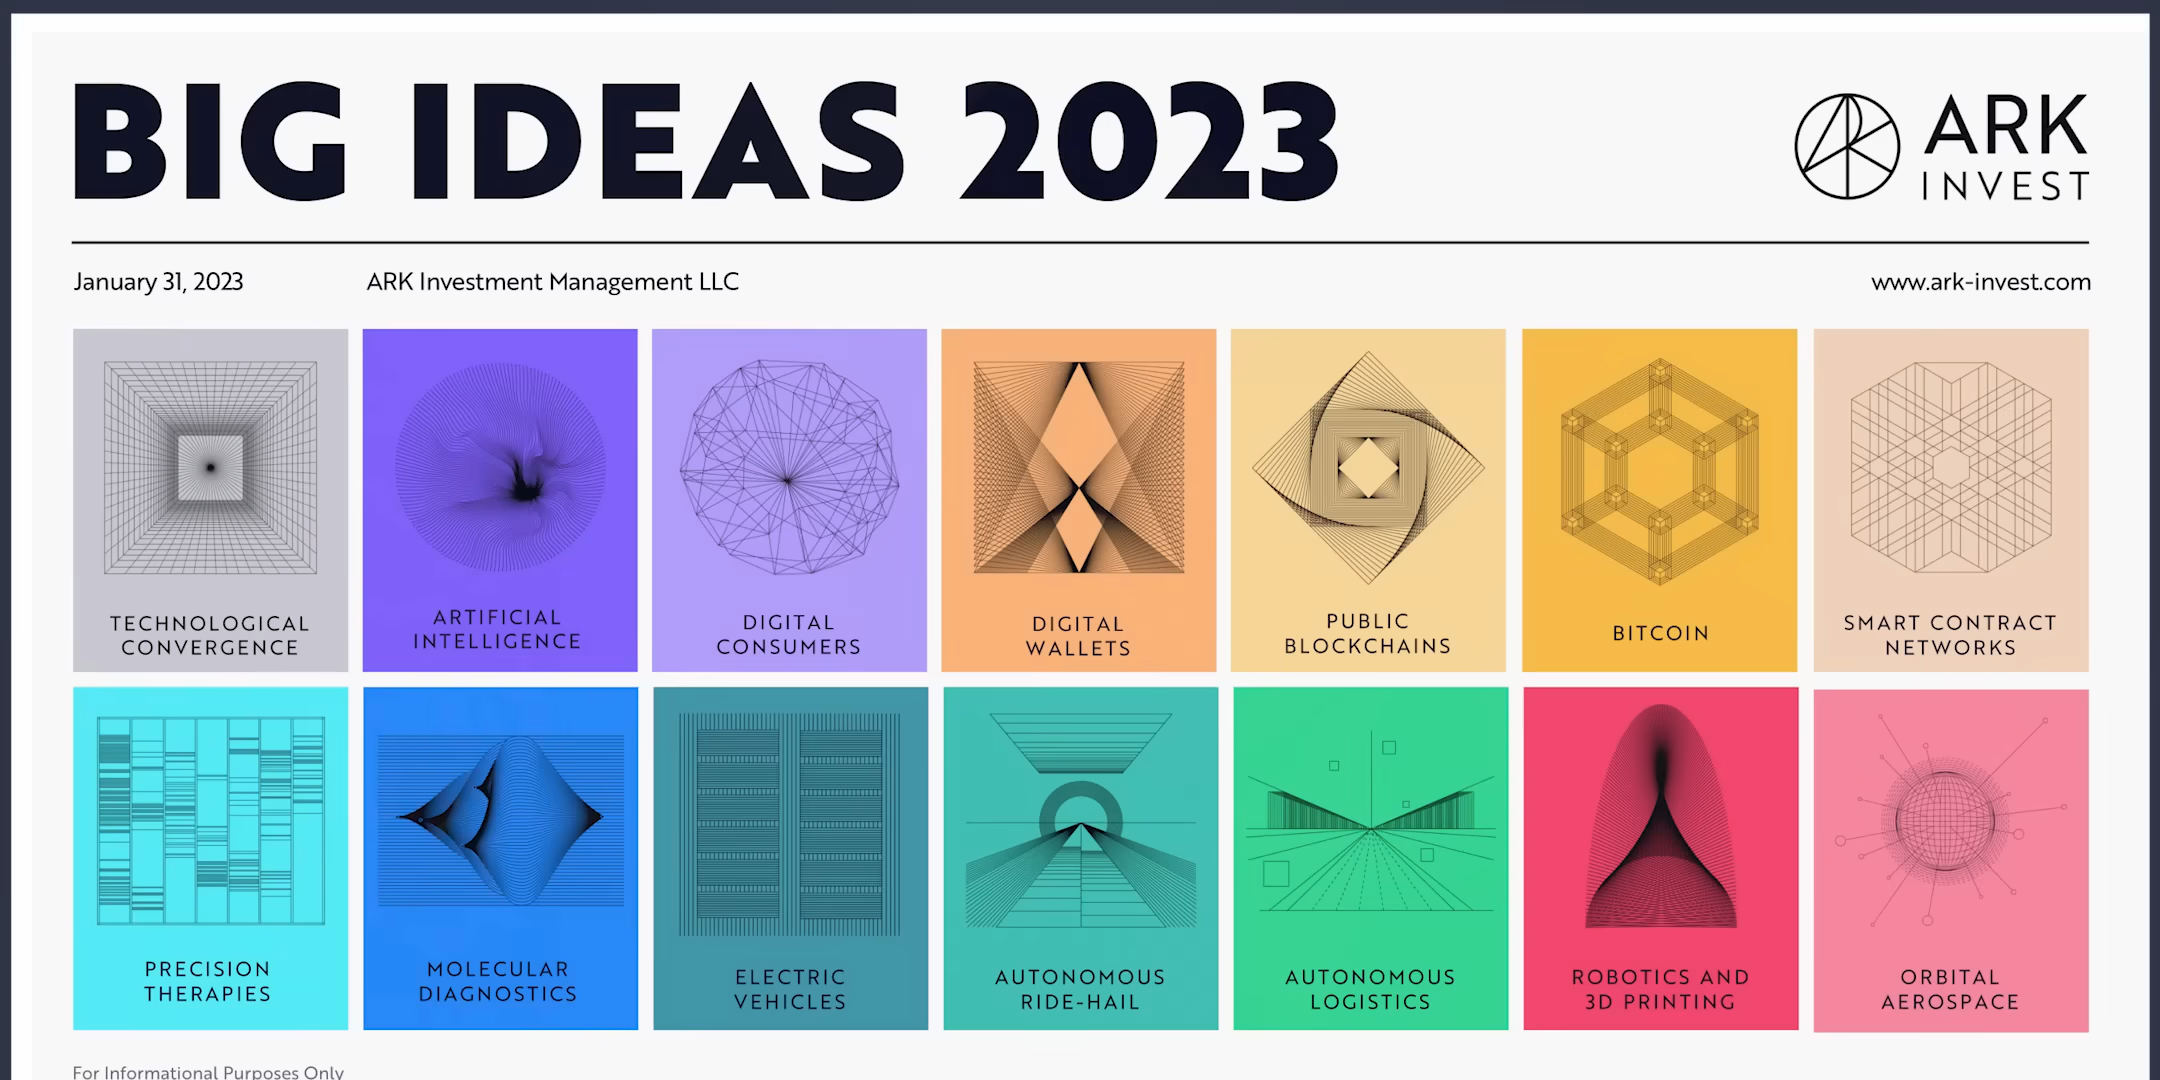 BIG IDEAS 2023
ARK
INVEST
January 31, 2023
ARK Investment Management LLC
www.ark-invest.com
TECHNOLOGICAL
CONVERGENCE
ARTIFICIAL
INTELLIGENCE
DIGITAL
CONSUMERS
DIGITAL
WALLETS
PUBLIC
BLOCKCHAINS
BITCOIN
SMART CONTRACT
NETWORKS
PRECISION
THERAPIES
MOLECULAR
DIAGNOSTICS
ELECTRIC
VEHICLES
AUTONOMOUS
RIDE-HAIL
AUTONOMOUS
LOGISTICS
ROBOTICS AND
3D PRINTING
ORBITAL
AEROSPACE
For Informational Purposes Only